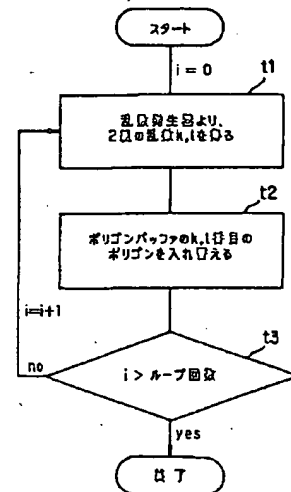 スタート
i = 0
t1
乱数発生器より、
2個の乱数k,lを得る
t2
ポリゴンバッファのk,l番目の
ポリゴンを入れ替える
i=i+1
t3
no
i > ループ回数
yes
終了